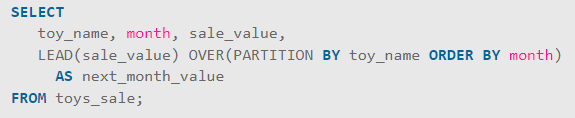 SELECT
toy_name, month, sale_value,
LEAD(sale_value) OVER(PARTITION BY toy_name ORDER BY month)
AS next_month_value
FROM toys_sale;